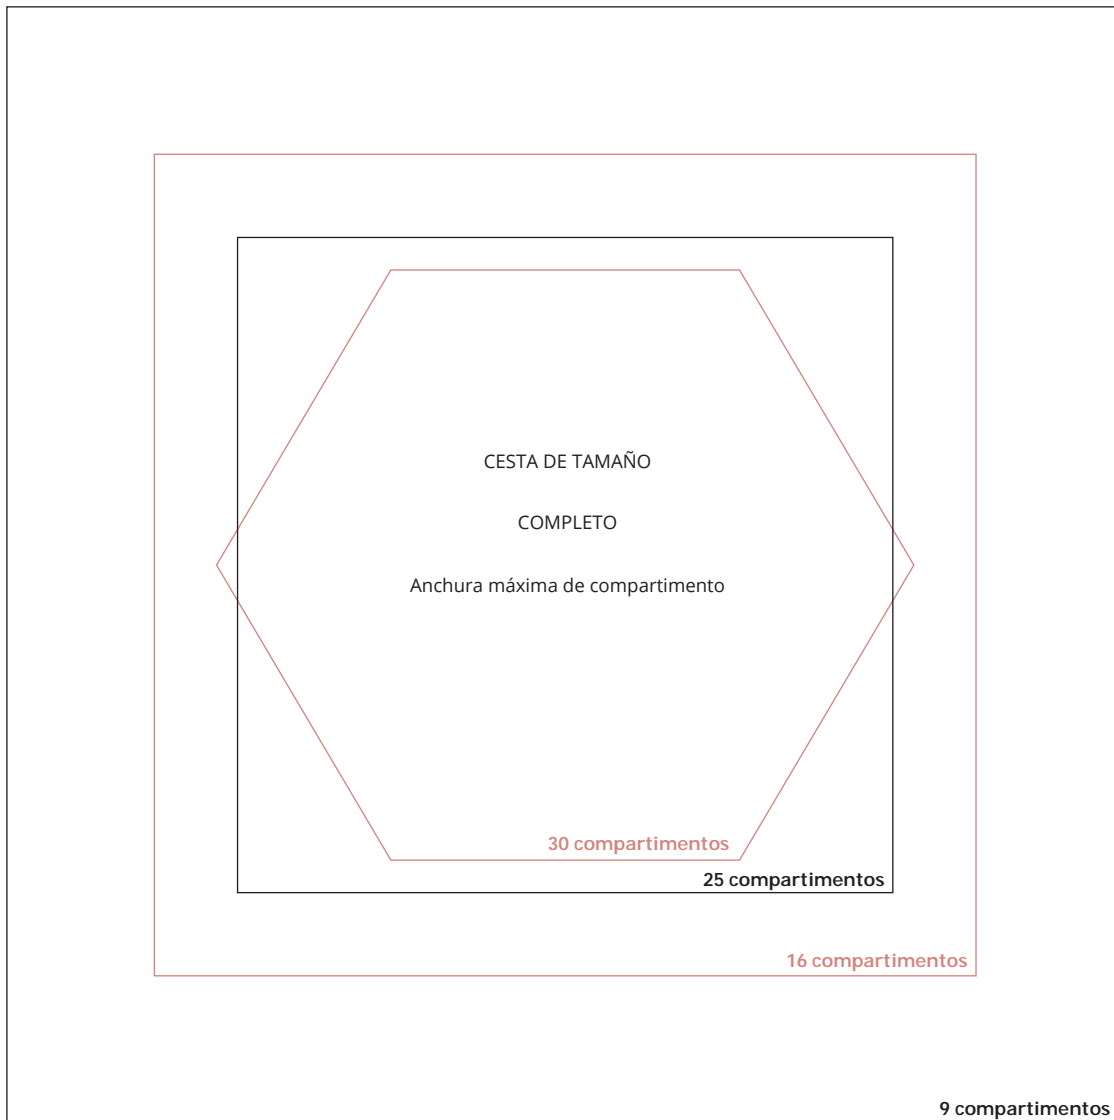 CESTA DE TAMAÑO
COMPLETO
Anchura máxima de compartimento
30 compartimentos
25 compartimentos
16 compartimentos
9 compartimentos